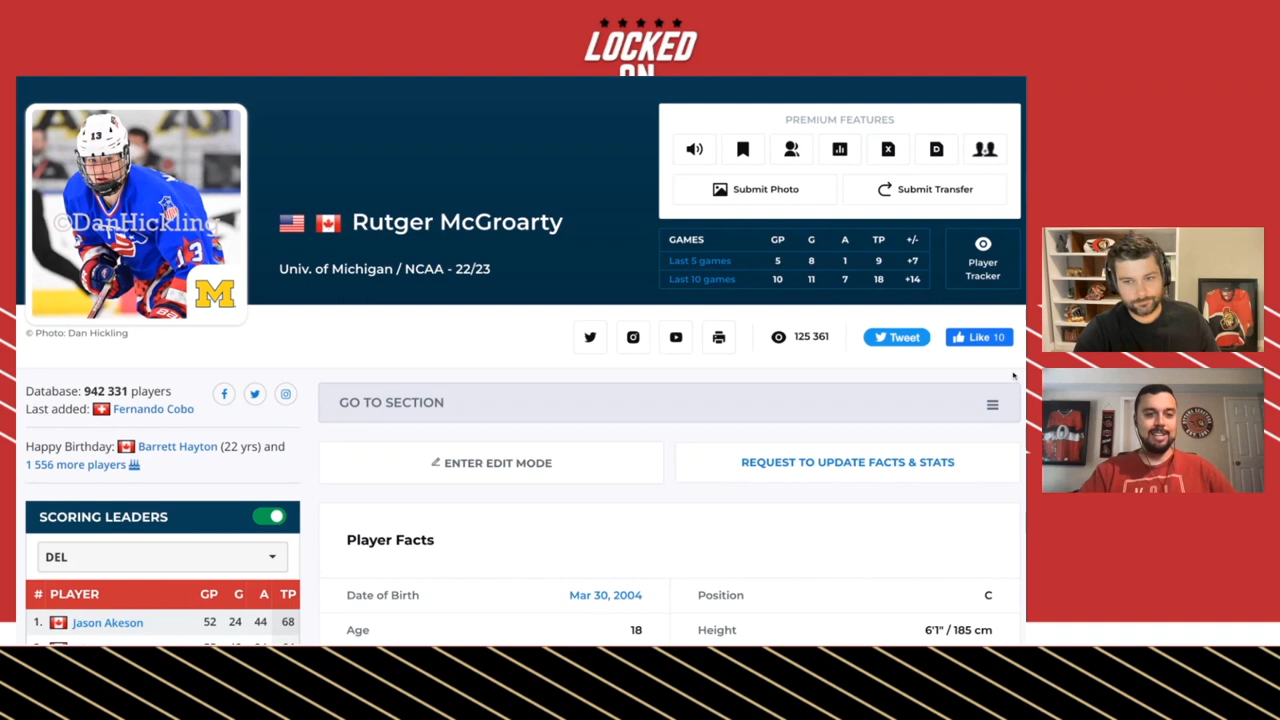 LOCKED
ON
PREMIUM FEATURES
13
©DanHickling
13
M
Submit Photo
Submit Transfer
Rutger McGroarty
Univ. of Michigan / NCAA - 22/23
GAMES GP G A TP +/-
Last 5 games 5 8 1 9 +7
Last 10 games 10 11 7 18 +14
Player
Tracker
© Photo: Dan Hickling
125 361
Tweet
Like 10
Database: 942 331 players
Last added: Fernando Cobo
GO TO SECTION
Happy Birthday: Barrett Hayton (22 yrs) and
1 556 more players
ENTER EDIT MODE
REQUEST TO UPDATE FACTS & STATS
SCORING LEADERS
DEL
# PLAYER GP G A TP
1. Jason Akeson 52 24 44 68
Player Facts
Date of Birth Mar 30, 2004
Position C
Age 18
Height 6'1" / 185 cm